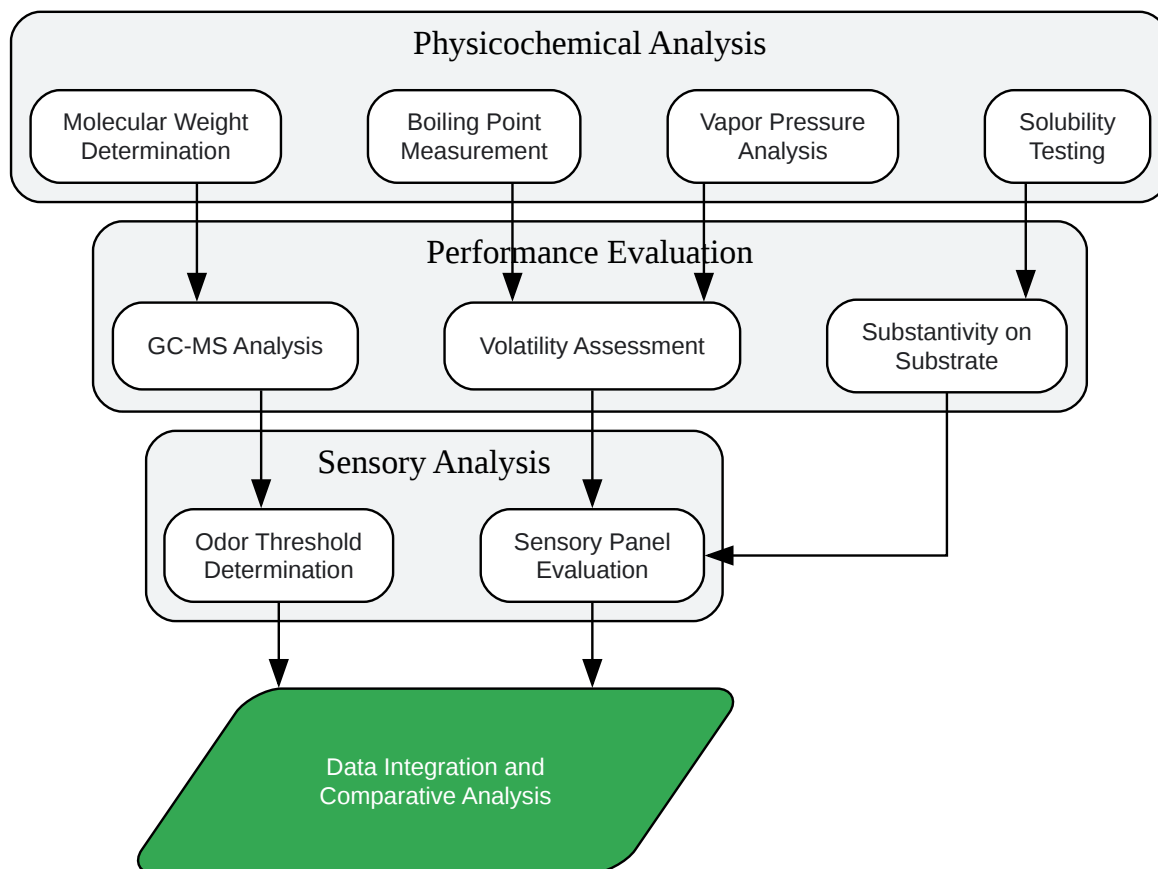 Physicochemical Analysis
Molecular Weight
Determination
Boiling Point
Measurement
Vapor Pressure
Analysis
Solubility
Testing
Performance Evaluation
GC-MS Analysis
Volatility Assessment
Substantivity on
Substrate
Sensory Analysis
Odor Threshold
Determination
Sensory Panel
Evaluation
Data Integration and
Comparative Analysis